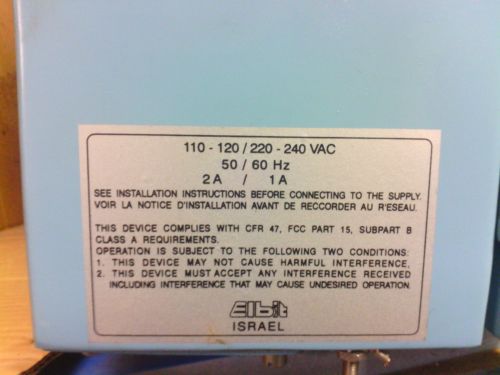 110 - 120 / 220 - 240 VAC
50 / 60 Hz
2 A / 1 A
SEE INSTALLATION INSTRUCTIONS BEFORE CONNECTING TO THE SUPPLY.
VOIR LA NOTICE D'INSTALLATION AVANT DE RECCORDER AU R'ESEAU.
THIS DEVICE COMPLIES WITH CFR 47, FCC PART 15, SUBPART B
CLASS A REQUIREMENTS.
OPERATION IS SUBJECT TO THE FOLLOWING TWO CONDITIONS:
1. THIS DEVICE MAY NOT CAUSE HARMFUL INTERFERENCE,
2. THIS DEVICE MUST ACCEPT ANY INTERFERENCE RECEIVED
INCLUDING INTERFERENCE THAT MAY CAUSE UNDESIRED OPERATION.
Elbit
ISRAEL